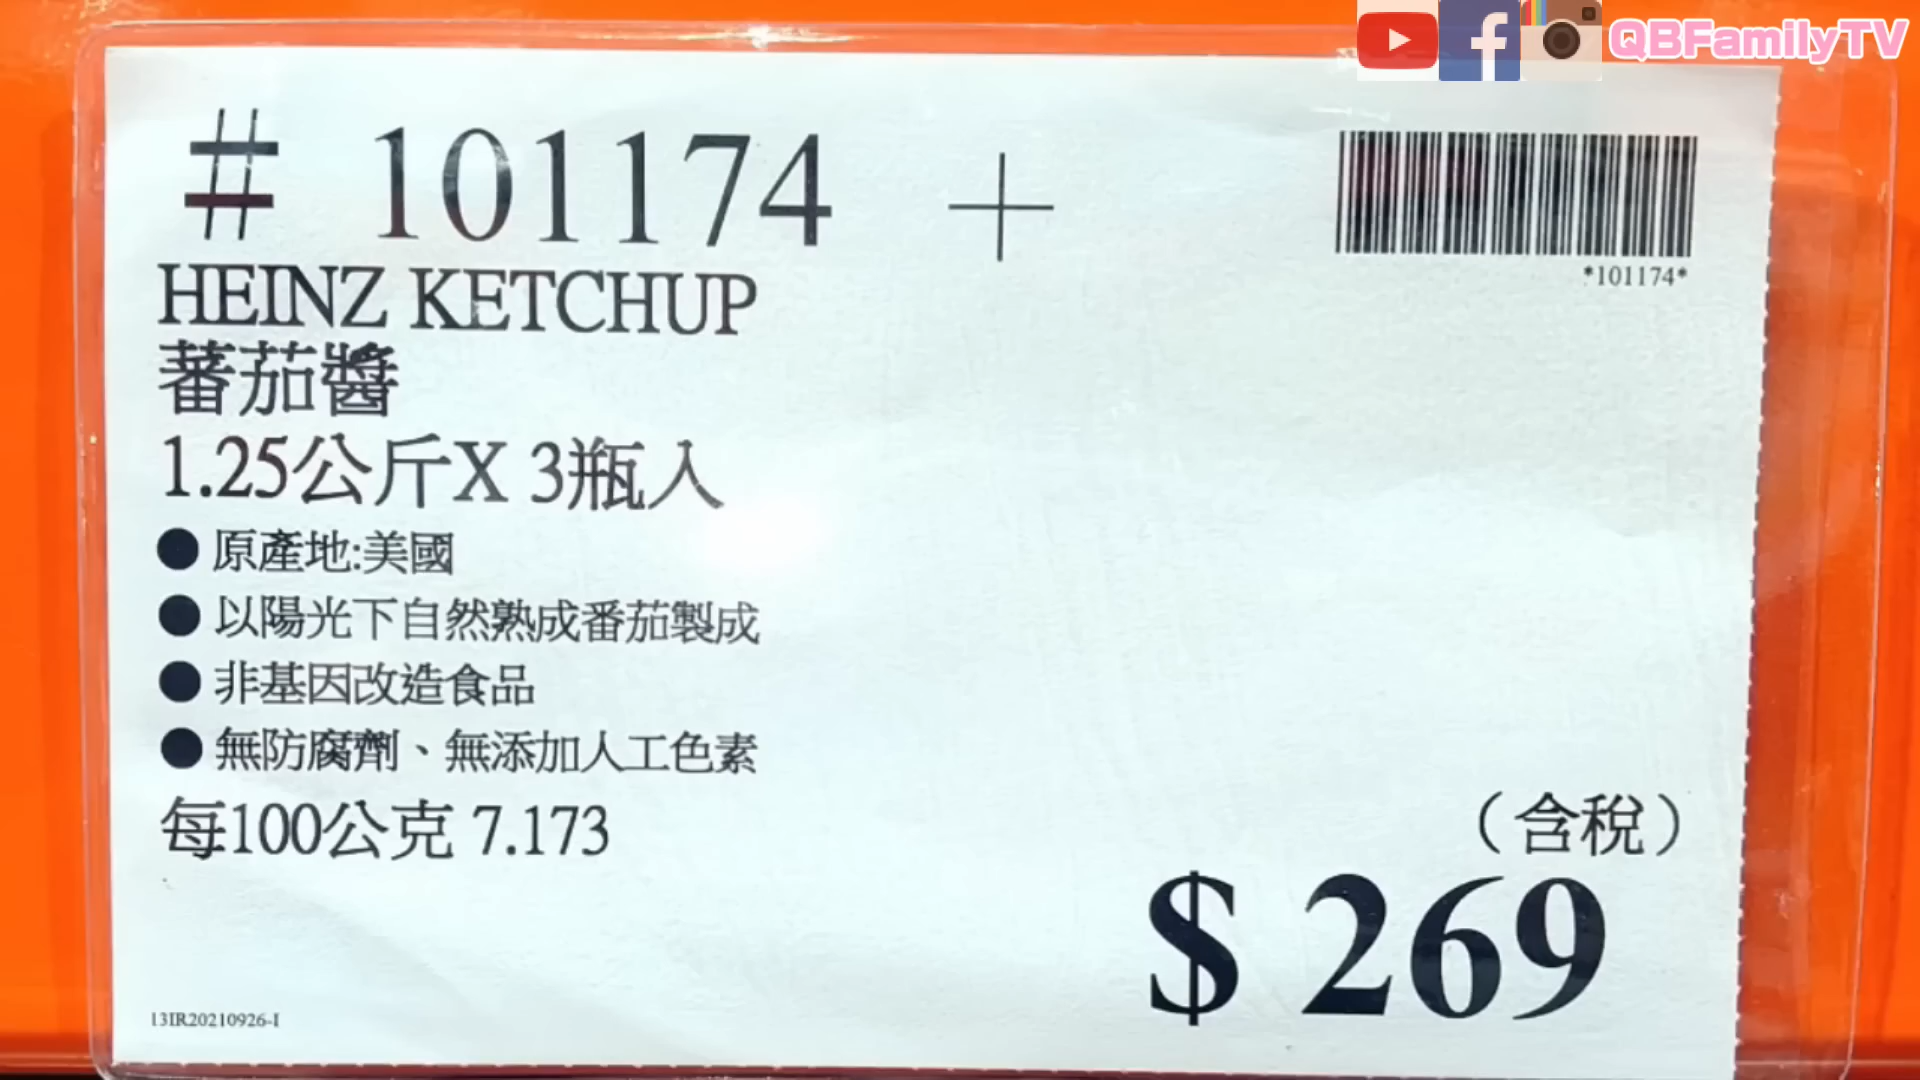 QBFamilyTV
# 101174 +
*101174*
HEINZ KETCHUP
蕃茄醬
1.25公斤X 3瓶入
● 原產地:美國
● 以陽光下自然熟成番茄製成
● 非基因改造食品
● 無防腐劑、無添加人工色素
每100公克 7.173
（含稅）
$ 269
13IR20210926-I